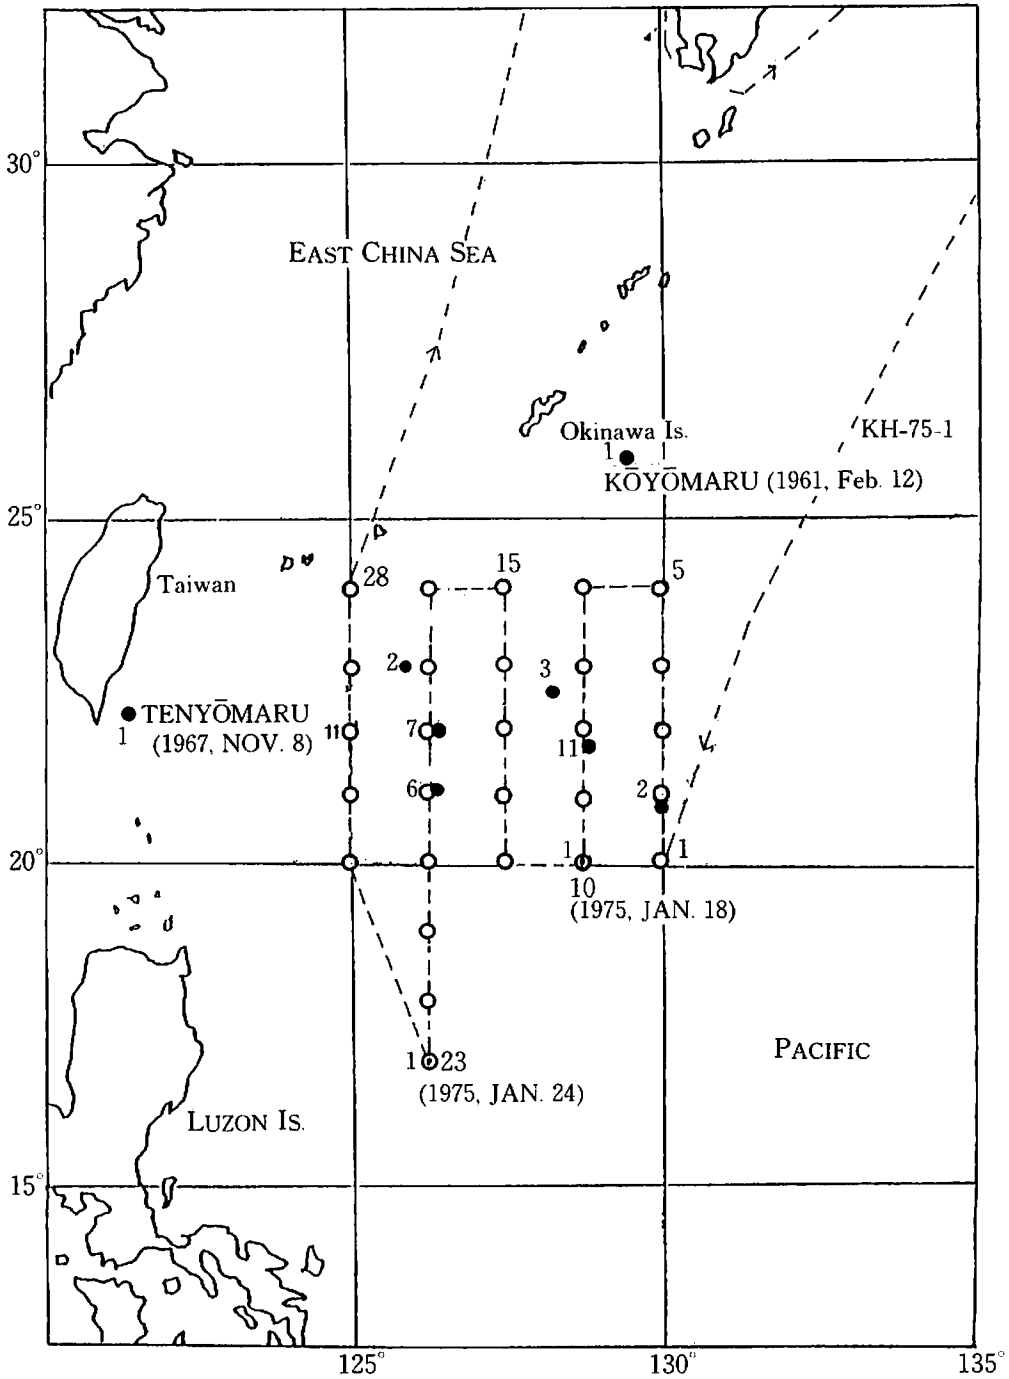 30°
EAST CHINA SEA
Okinawa Is.
KH-75-1
1
KŌYŌMARU (1961, Feb. 12)
25°
15
28
5
Taiwan
2
3
TENYŌMARU
11
7
1
(1967, NOV. 8)
11
6
2
20°
1
1
10
(1975, JAN. 18)
PACIFIC
1 23
(1975, JAN. 24)
LUZON IS.
15°
125°
130°
135°